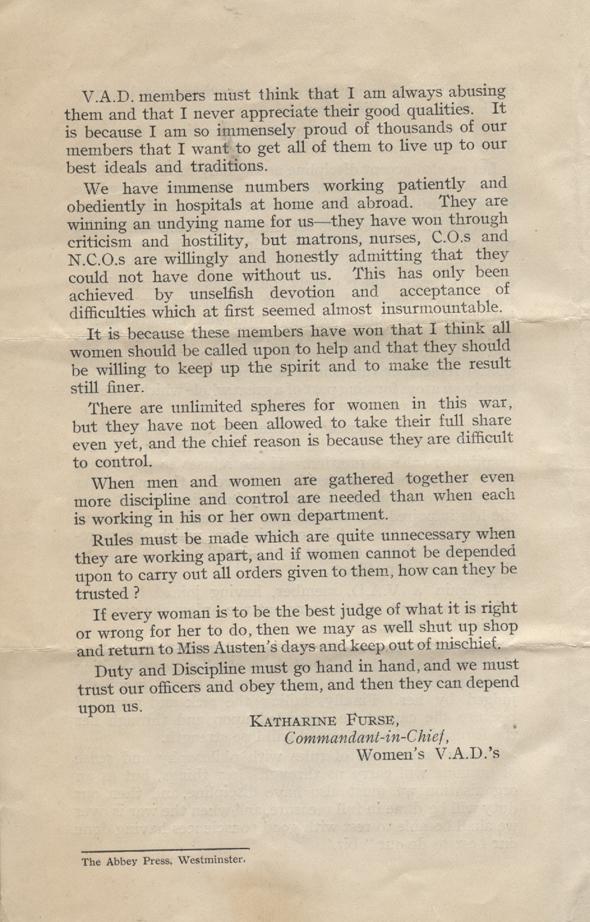 V.A.D. members must think that I am always abusing
them and that I never appreciate their good qualities. It
is because I am so immensely proud of thousands of our
members that I want to get all of them to live up to our
best ideals and traditions.
We have immense numbers working patiently and
obediently in hospitals at home and abroad. They are
winning an undying name for us—they have won through
criticism and hostility, but matrons, nurses, C.O.s and
N.C.O.s are willingly and honestly admitting that they
could not have done without us. This has only been
achieved by unselfish devotion and acceptance of
difficulties which at first seemed almost insurmountable.
It is because these members have won that I think all
women should be called upon to help and that they should
be willing to keep up the spirit and to make the result
still finer.
There are unlimited spheres for women in this war,
but they have not been allowed to take their full share
even yet, and the chief reason is because they are difficult
to control.
When men and women are gathered together even
more discipline and control are needed than when each
is working in his or her own department.
Rules must be made which are quite unnecessary when
they are working apart, and if women cannot be depended
upon to carry out all orders given to them, how can they be
trusted ?
If every woman is to be the best judge of what it is right
or wrong for her to do, then we may as well shut up shop
and return to Miss Austen's days and keep out of mischief.
Duty and Discipline must go hand in hand, and we must
trust our officers and obey them, and then they can depend
upon us.
KATHARINE FURSE,
Commandant-in-Chief,
Women's V.A.D.'s
The Abbey Press, Westminster.